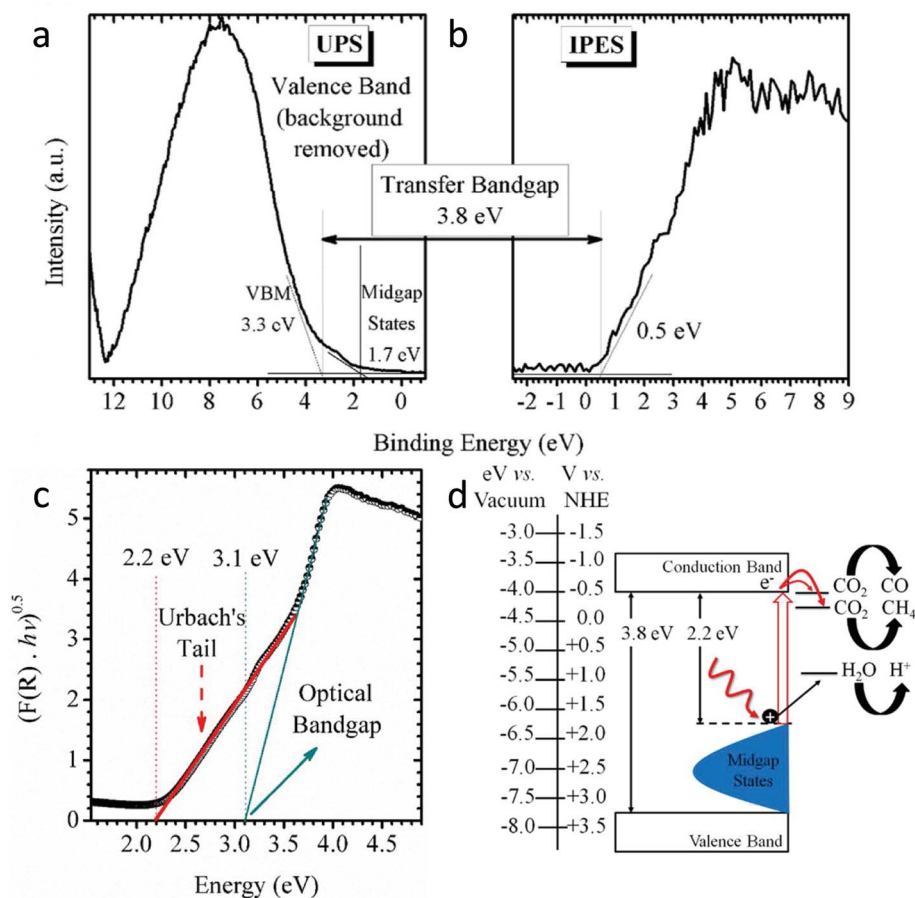 a
UPS
Valence Band
(background
removed)
b
IPES
Transfer Bandgap
3.8 eV
VBM
3.3 eV
Midgap
States
1.7 eV
0.5 eV
Intensity (a.u.)
12 10 8 6 4 2 0
-2 -1 0 1 2 3 4 5 6 7 8 9
Binding Energy (eV)
c
2.2 eV
3.1 eV
Urbach's
Tail
Optical
Bandgap
(F(R) . hν)^0.5
5
4
3
2
1
0
2.0 2.5 3.0 3.5 4.0 4.5
Energy (eV)
eV vs.
Vacuum
V vs.
NHE
d
-3.0 -1.5
-3.5 -1.0
-4.0 -0.5
-4.5 0.0
-5.0 +0.5
-5.5 +1.0
-6.0 +1.5
-6.5 +2.0
-7.0 +2.5
-7.5 +3.0
-8.0 +3.5
Conduction Band
e-
CO2 CO
CO2 CH4
3.8 eV
2.2 eV
H2O H+
+
Midgap
States
Valence Band